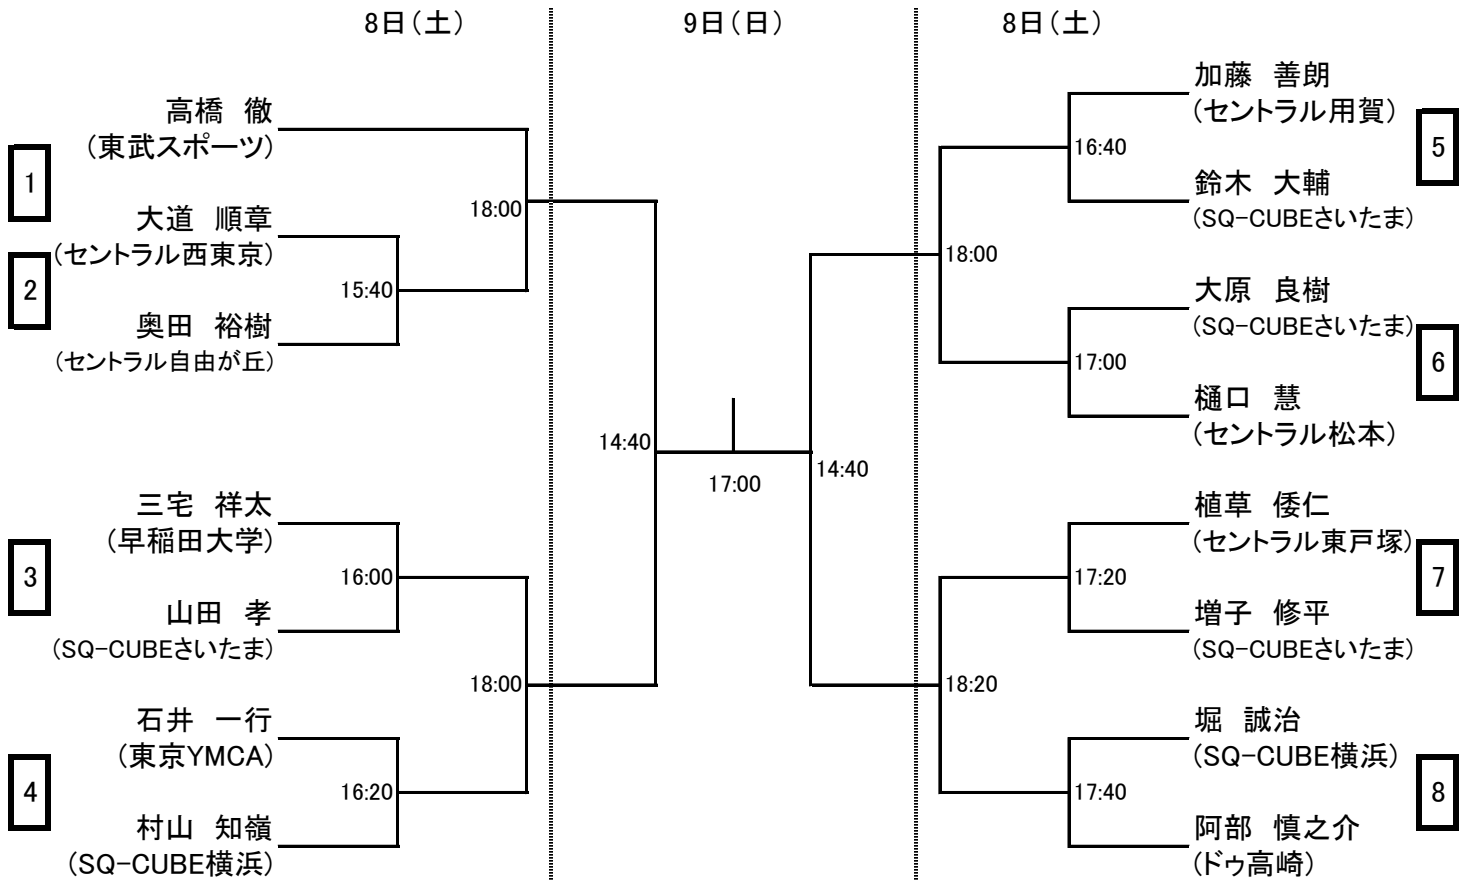 8日（土）
9日（日）
8日（土）
高橋　徹
（東武スポーツ）
1
大道　順章
（セントラル西東京）
2
奥田　裕樹
（セントラル自由が丘）
15:40
18:00
三宅　祥太
（早稲田大学）
3
山田　孝
（SQ-CUBEさいたま）
16:00
石井　一行
（東京YMCA）
4
村山　知嶺
（SQ-CUBE横浜）
16:20
18:00
14:40
17:00
14:40
加藤　善朗
（セントラル用賀）
5
16:40
鈴木　大輔
（SQ-CUBEさいたま）
18:00
大原　良樹
（SQ-CUBEさいたま）
6
17:00
樋口　慧
（セントラル松本）
植草　倭仁
（セントラル東戸塚）
7
17:20
増子　修平
（SQ-CUBEさいたま）
18:20
堀　誠治
（SQ-CUBE横浜）
8
17:40
阿部　慎之介
（ドゥ高崎）